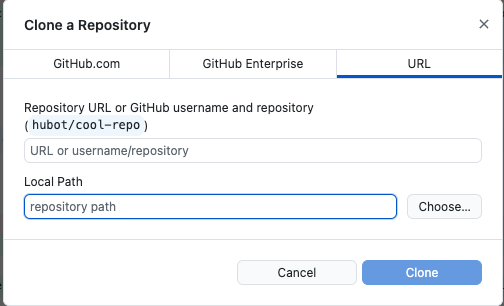 Clone a Repository
GitHub.com
GitHub Enterprise
URL
Repository URL or GitHub username and repository
( hubot/cool-repo )
URL or username/repository
Local Path
repository path
Choose...
Cancel
Clone